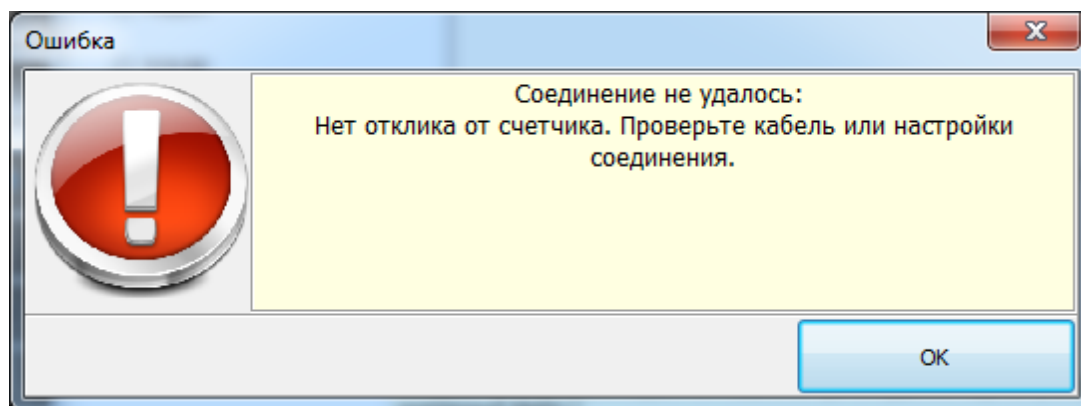 Ошибка
Соединение не удалось:
Нет отклика от счетчика. Проверьте кабель или настройки
соединения.
OK